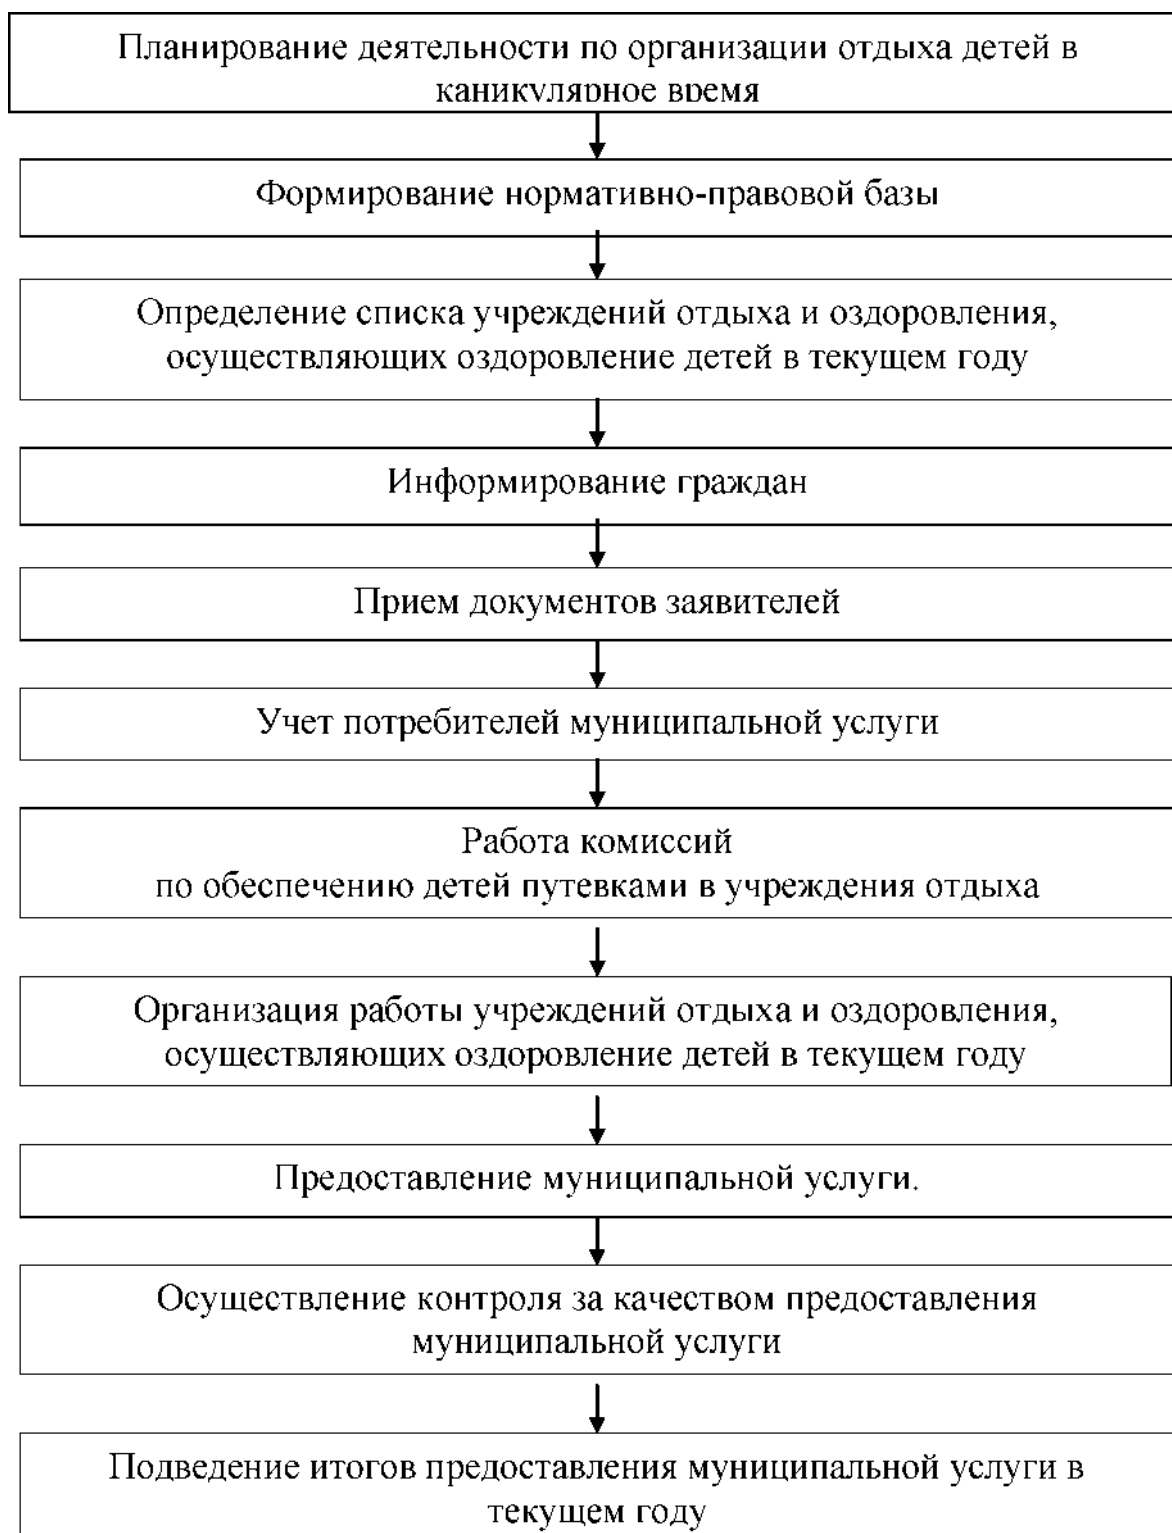 Планирование деятельности по организации отдыха детей в
каникулярное время
Формирование нормативно-правовой базы
Определение списка учреждений отдыха и оздоровления,
осуществляющих оздоровление детей в текущем году
Информирование граждан
Прием документов заявителей
Учет потребителей муниципальной услуги
Работа комиссий
по обеспечению детей путевками в учреждения отдыха
Организация работы учреждений отдыха и оздоровления,
осуществляющих оздоровление детей в текущем году
Предоставление муниципальной услуги.
Осуществление контроля за качеством предоставления
муниципальной услуги
Подведение итогов предоставления муниципальной услуги в
текущем году